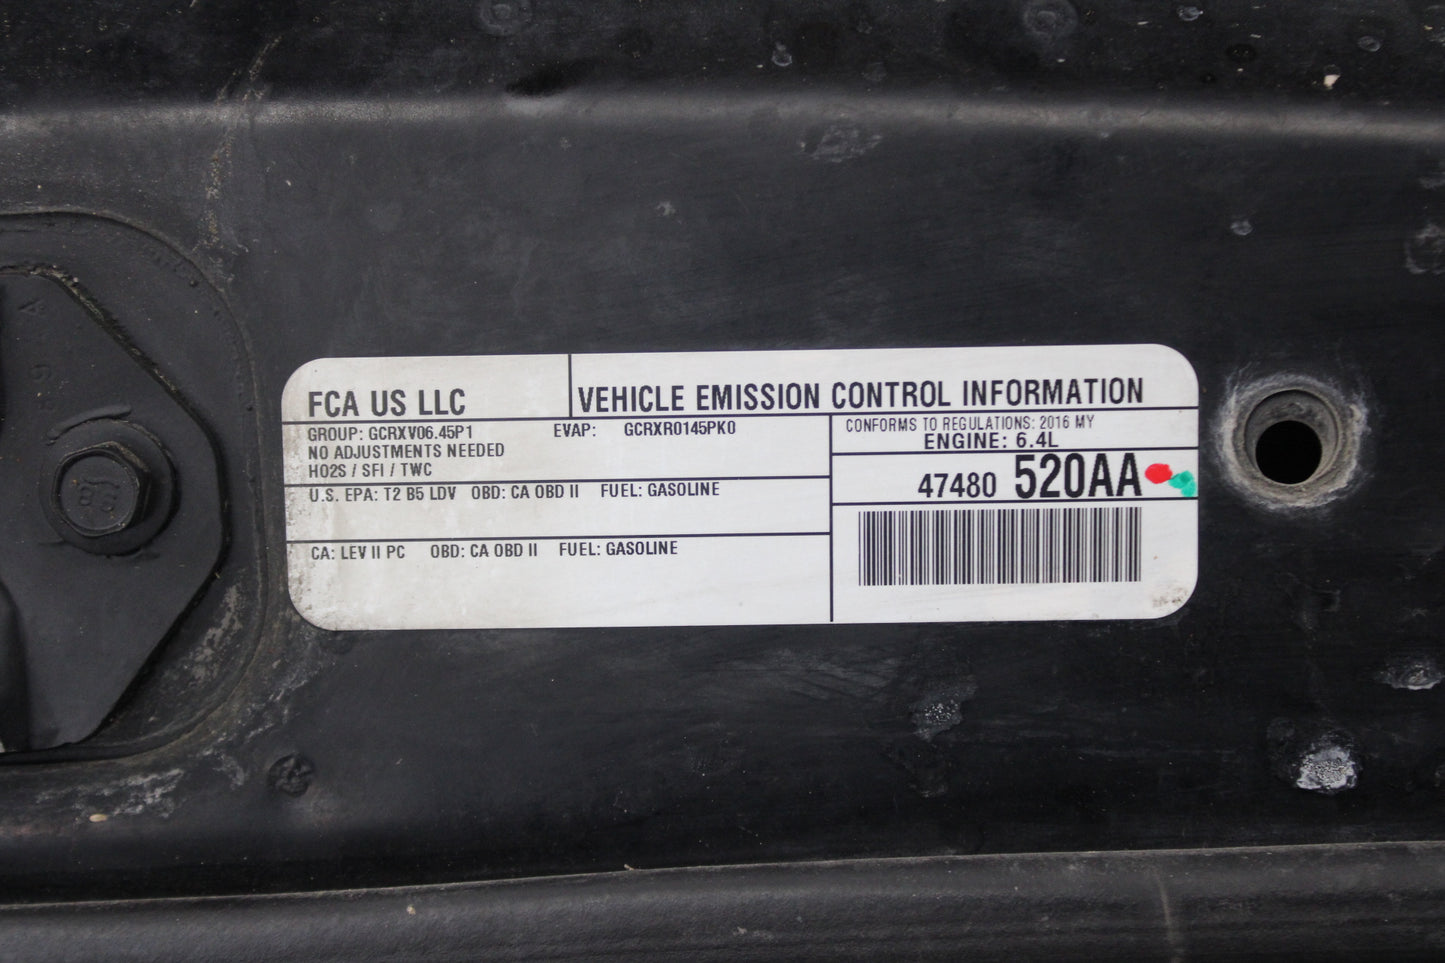 FCA US LLC
VEHICLE EMISSION CONTROL INFORMATION
GROUP: GCRXV06.45P1 EVAP: GCRXR0145PK0
NO ADJUSTMENTS NEEDED
HO2S / SFI / TWC
CONFORMS TO REGULATIONS: 2016 MY
ENGINE: 6.4L
47480 520AA
U.S. EPA: T2 B5 LDV OBD: CA OBD II FUEL: GASOLINE
CA: LEV II PC OBD: CA OBD II FUEL: GASOLINE